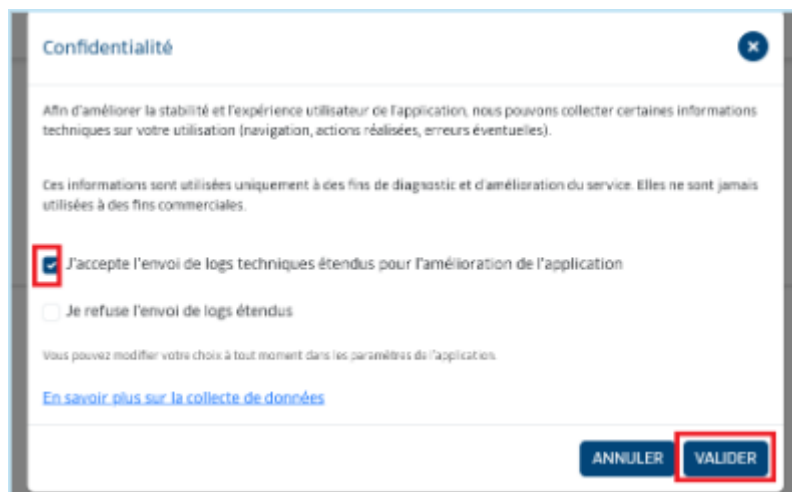 Confidentialité
Afin d'améliorer la stabilité et l'expérience utilisateur de l'application, nous pouvons collecter certaines informations
techniques sur votre utilisation (navigation, actions réalisées, erreurs éventuelles).
Ces informations sont utilisées uniquement à des fins de diagnostic et d'amélioration du service. Elles ne sont jamais
utilisées à des fins commerciales.
J'accepte l'envoi de logs techniques étendus pour l'amélioration de l'application
Je refuse l'envoi de logs étendus
Vous pouvez modifier votre choix à tout moment dans les paramètres de l'application.
En savoir plus sur la collecte de données
ANNULER VALIDER